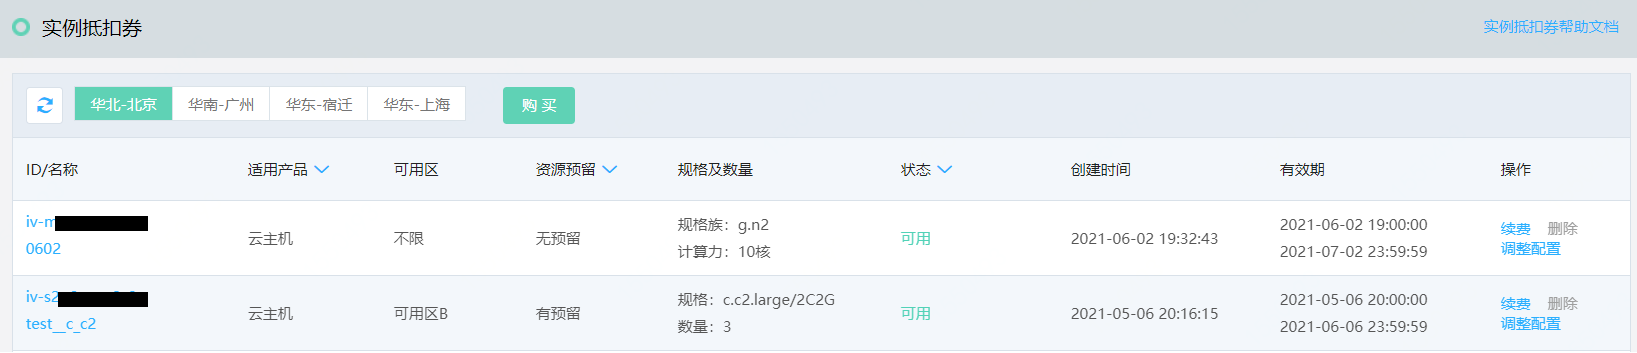 实例抵扣券
实例抵扣券帮助文档
华北-北京 华南-广州 华东-宿迁 华东-上海 购 买
ID/名称 适用产品 可用区 资源预留 规格及数量 状态 创建时间 有效期 操作
iv-
0602
云主机 不限 无预留
规格族：g.n2
计算力：10核
可用 2021-06-02 19:32:43
2021-06-02 19:00:00
2021-07-02 23:59:59
续费 删除
调整配置
iv-s2
test__c_c2
云主机 可用区B 有预留
规格：c.c2.large/2C2G
数量：3
可用 2021-05-06 20:16:15
2021-05-06 20:00:00
2021-06-06 23:59:59
续费 删除
调整配置